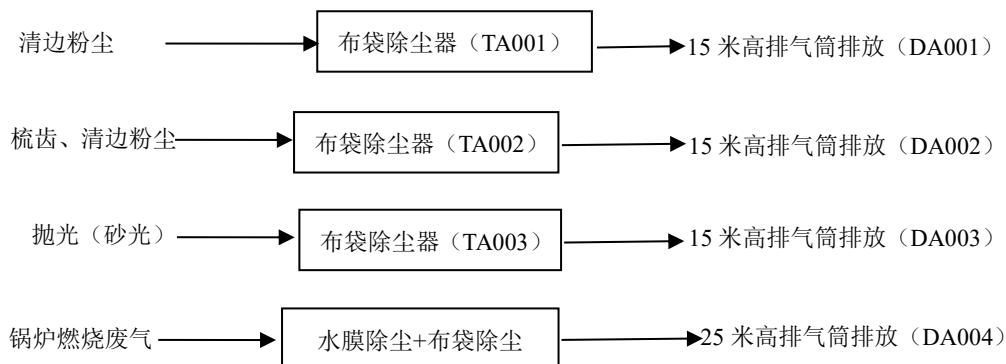 清边粉尘 布袋除尘器（TA001） 15 米高排气筒排放（DA001）
梳齿、清边粉尘 布袋除尘器（TA002） 15 米高排气筒排放（DA002）
抛光（砂光） 布袋除尘器（TA003） 15 米高排气筒排放（DA003）
锅炉燃烧废气 水膜除尘+布袋除尘 25 米高排气筒排放（DA004）